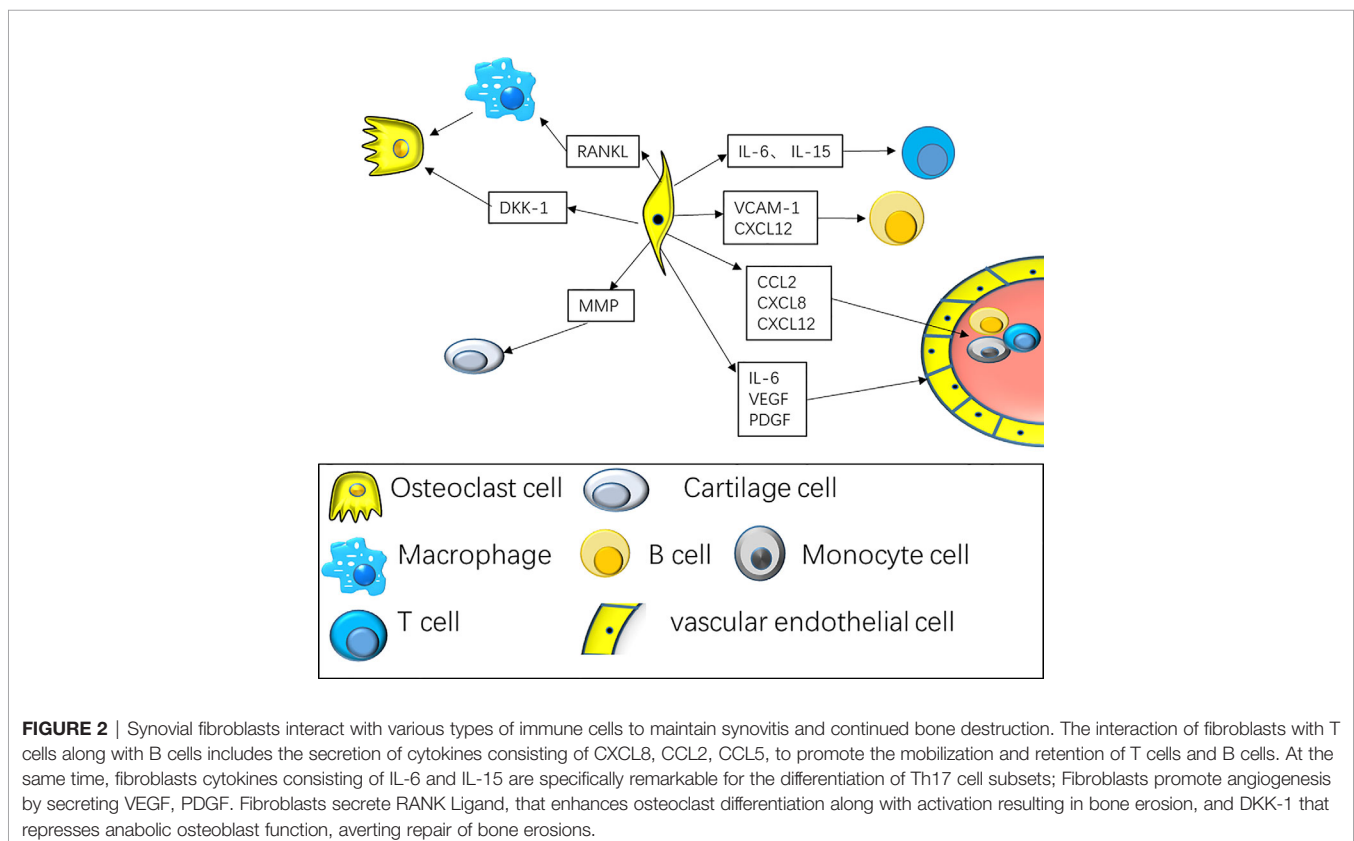 RANKL
IL-6、 IL-15
DKK-1
VCAM-1
CXCL12
MMP
CCL2
CXCL8
CXCL12
IL-6
VEGF
PDGF
Osteoclast cell
Cartilage cell
Macrophage
B cell
Monocyte cell
T cell
vascular endothelial cell
FIGURE 2 | Synovial fibroblasts interact with various types of immune cells to maintain synovitis and continued bone destruction. The interaction of fibroblasts with T
cells along with B cells includes the secretion of cytokines consisting of CXCL8, CCL2, CCL5, to promote the mobilization and retention of T cells and B cells. At the
same time, fibroblasts cytokines consisting of IL-6 and IL-15 are specifically remarkable for the differentiation of Th17 cell subsets; Fibroblasts promote angiogenesis
by secreting VEGF, PDGF. Fibroblasts secrete RANK Ligand, that enhances osteoclast differentiation along with activation resulting in bone erosion, and DKK-1 that
represses anabolic osteoblast function, averting repair of bone erosions.